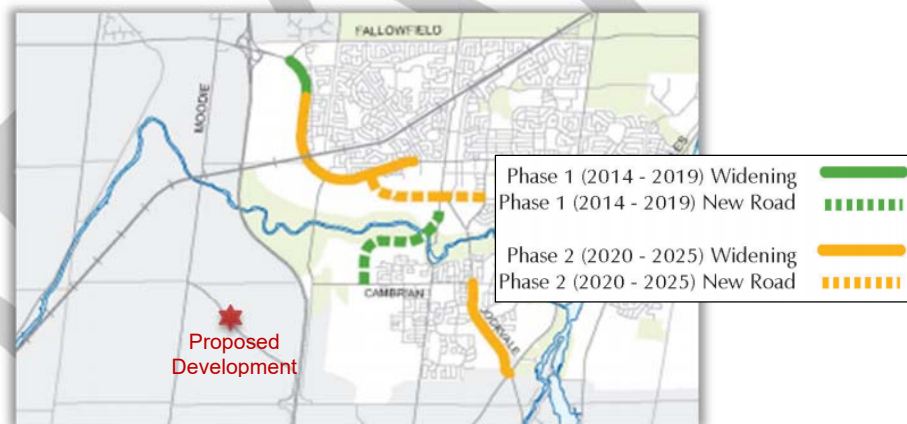 FALLOWFIELD
MOODIE
Phase 1 (2014 - 2019) Widening
Phase 1 (2014 - 2019) New Road
Phase 2 (2020 - 2025) Widening
Phase 2 (2020 - 2025) New Road
CAMBRIAN
JOCKVALE
Proposed
Development